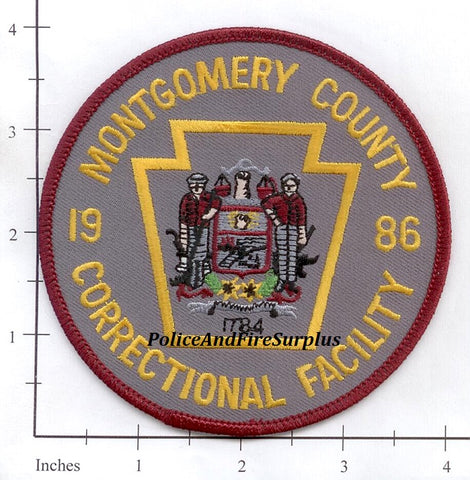 MONTGOMERY COUNTY
19 86
1784
PoliceAndFireSurplus
CORRECTIONAL FACILITY
4
3
2
1
Inches 1 2 3 4